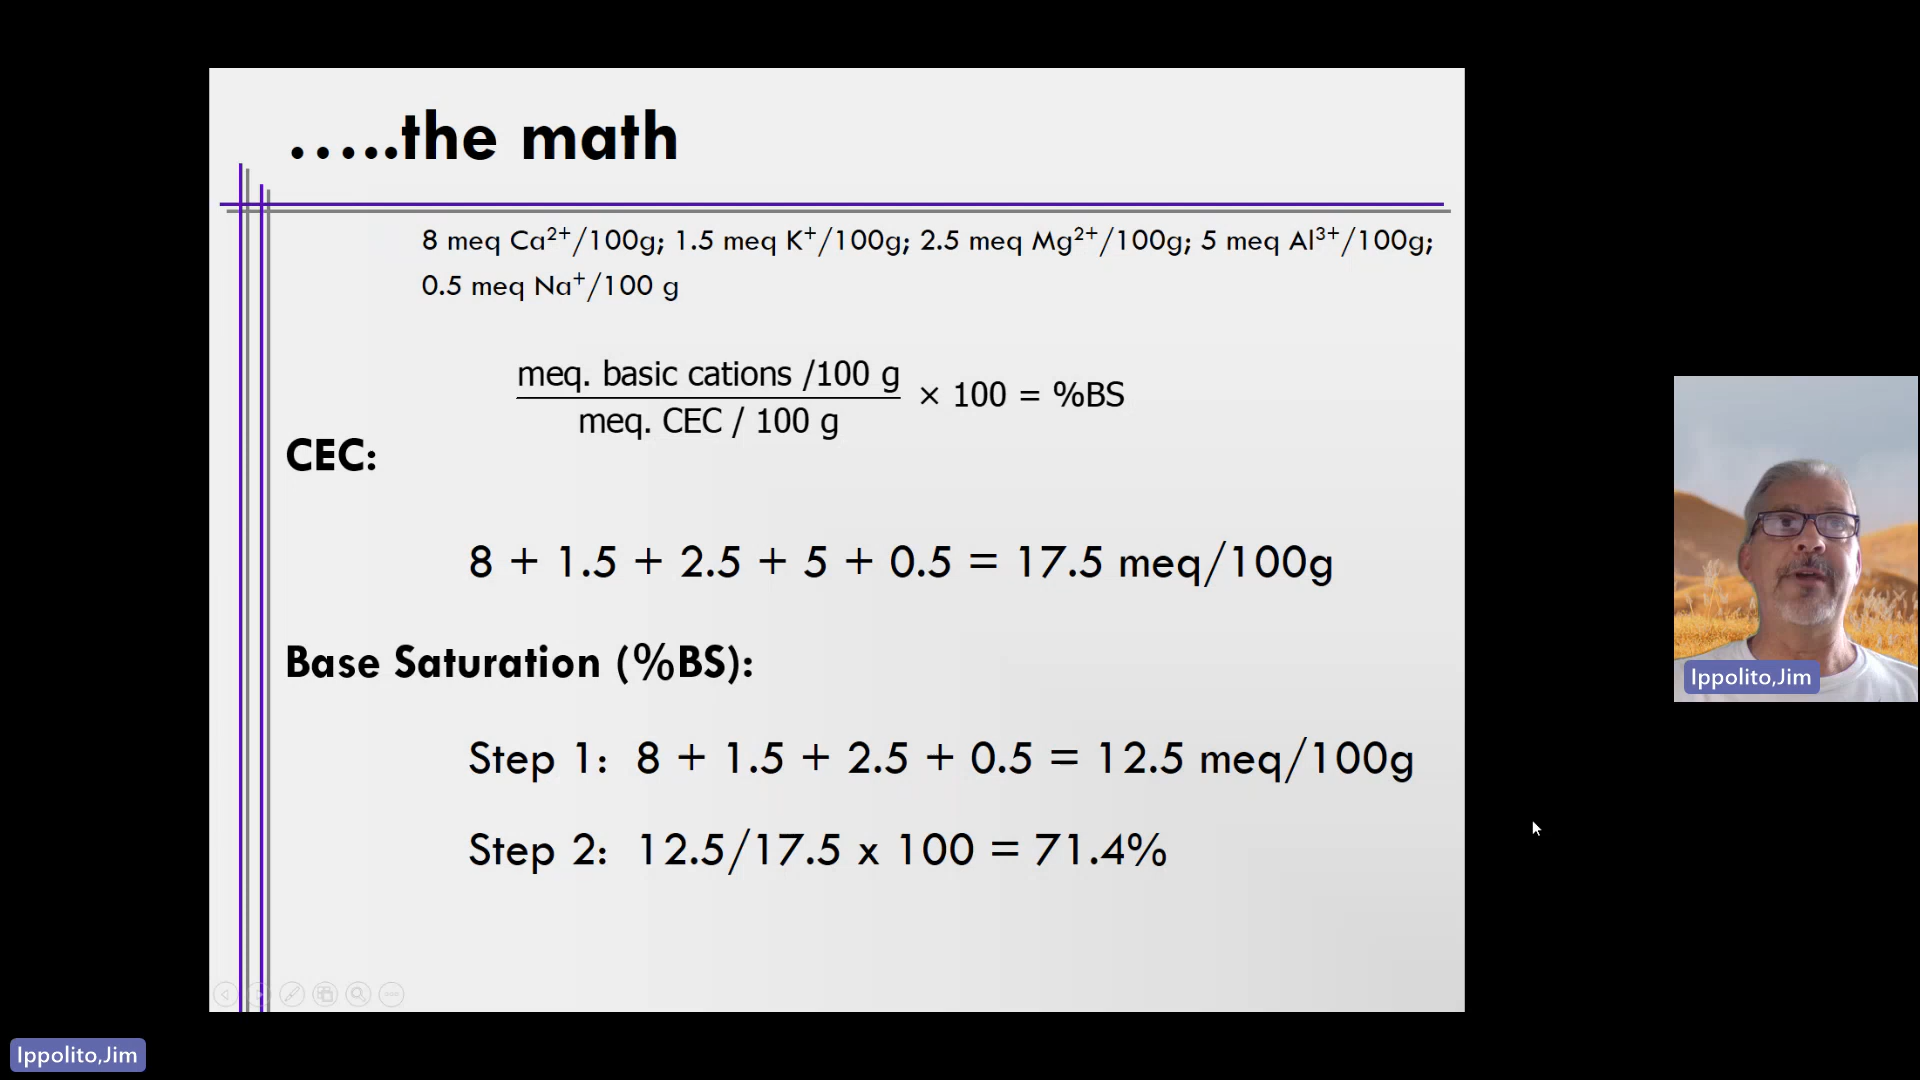 .....the math
8 meq Ca²⁺/100g; 1.5 meq K⁺/100g; 2.5 meq Mg²⁺/100g; 5 meq Al³⁺/100g;
0.5 meq Na⁺/100 g
meq. basic cations /100 g
× 100 = %BS
meq. CEC / 100 g
CEC:
8 + 1.5 + 2.5 + 5 + 0.5 = 17.5 meq/100g
Base Saturation (%BS):
Step 1: 8 + 1.5 + 2.5 + 0.5 = 12.5 meq/100g
Step 2: 12.5/17.5 x 100 = 71.4%
Ippolito,Jim
Ippolito,Jim